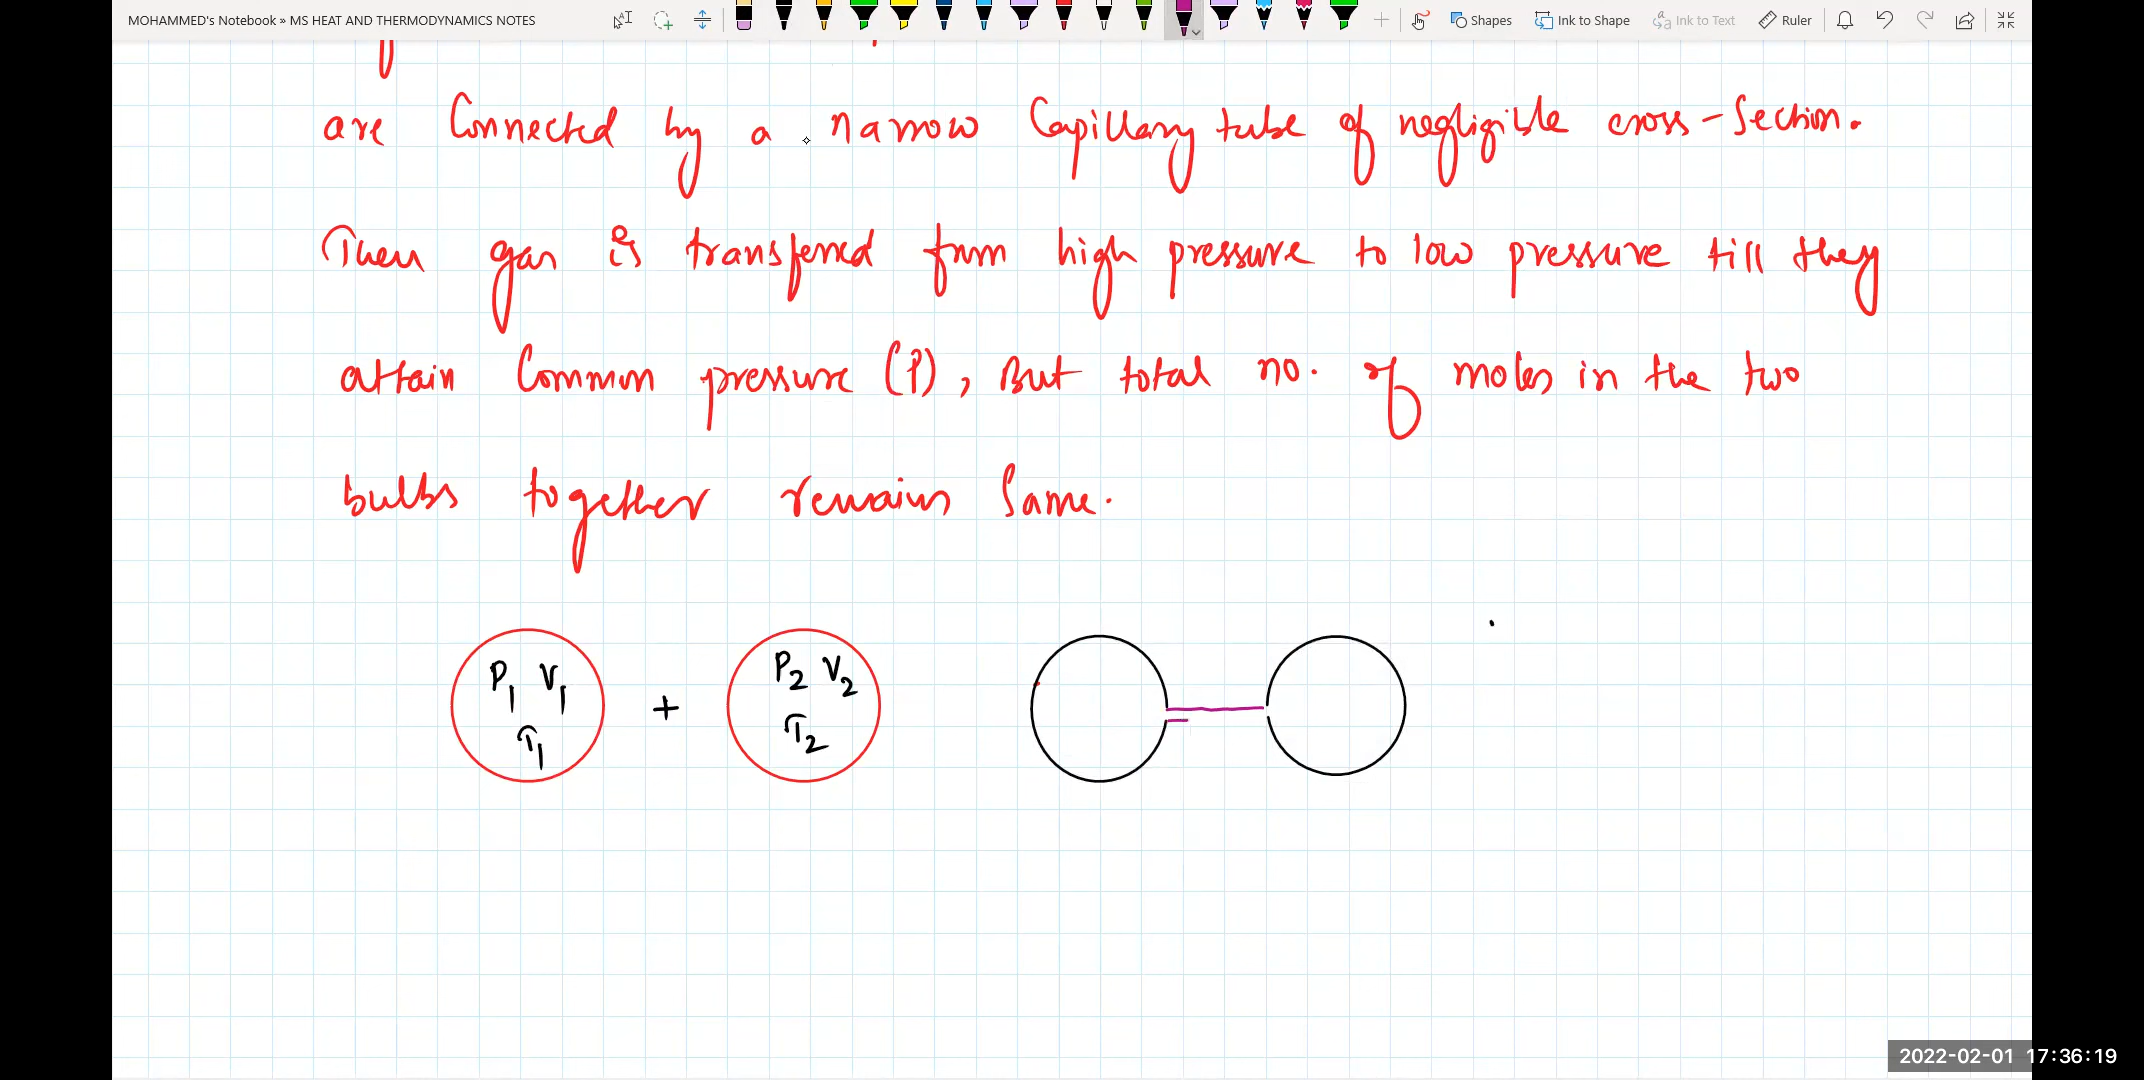 MOHAMMED's Notebook » MS HEAT AND THERMODYNAMICS NOTES
Shapes Ink to Shape Ink to Text Ruler
are Connected by a narrow Capillary tube of negligible cross-Section.
Then gas is transferred from high pressure to low pressure till they
attain Common pressure (P), But total no. of moles in the two
bulbs together remains Same.
P1 V1
T1
+
P2 V2
T2
2022-02-01 17:36:19